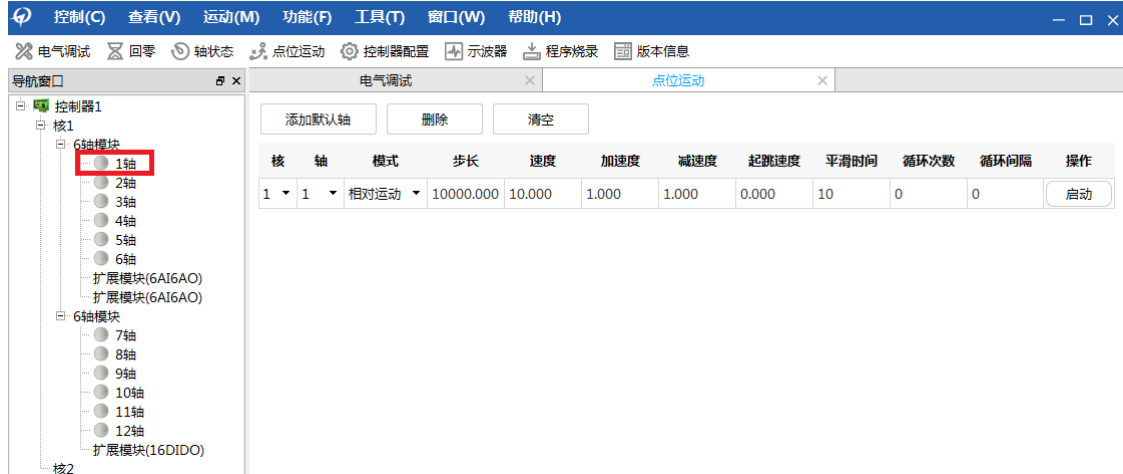 控制(C) 查看(V) 运动(M) 功能(F) 工具(T) 窗口(W) 帮助(H)
电气调试 回零 轴状态 点位运动 控制器配置 示波器 程序烧录 版本信息
导航窗口
电气调试 点位运动
控制器1
核1
6轴模块
1轴
2轴
3轴
4轴
5轴
6轴
扩展模块(6AI6AO)
扩展模块(6AI6AO)
6轴模块
7轴
8轴
9轴
10轴
11轴
12轴
扩展模块(16DIDO)
核2
添加默认轴 删除 清空
核 轴 模式 步长 速度 加速度 减速度 起跳速度 平滑时间 循环次数 循环间隔 操作
1 1 相对运动 10000.000 10.000 1.000 1.000 0.000 10 0 0 启动